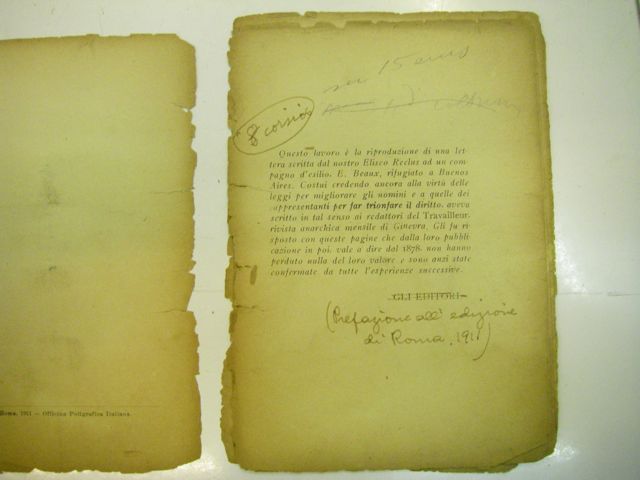 Roma, 1911 — Officina Poligrafica Italiana.
su 15 ems
8 corsivo
Questo lavoro è la riproduzione di una let-
tera scritta dal nostro Eliseo Reclus ad un com-
pagno d'esilio, E. Beaux, rifugiato a Buenos
Aires. Costui credendo ancora alla virtù delle
leggi per migliorare gli uomini e a quelle dei
rappresentanti per far trionfare il diritto, aveva
scritto in tal senso ai redattori del Travailleur,
rivista anarchica mensile di Ginevra. Gli fu ri-
sposto con queste pagine che dalla loro pubbli-
cazione in poi, vale a dire dal 1878, non hanno
perduto nulla del loro valore e sono anzi state
confermate da tutte l'esperienze successive.
GLI EDITORI
(Prefazione all'edizione
di Roma, 1911)